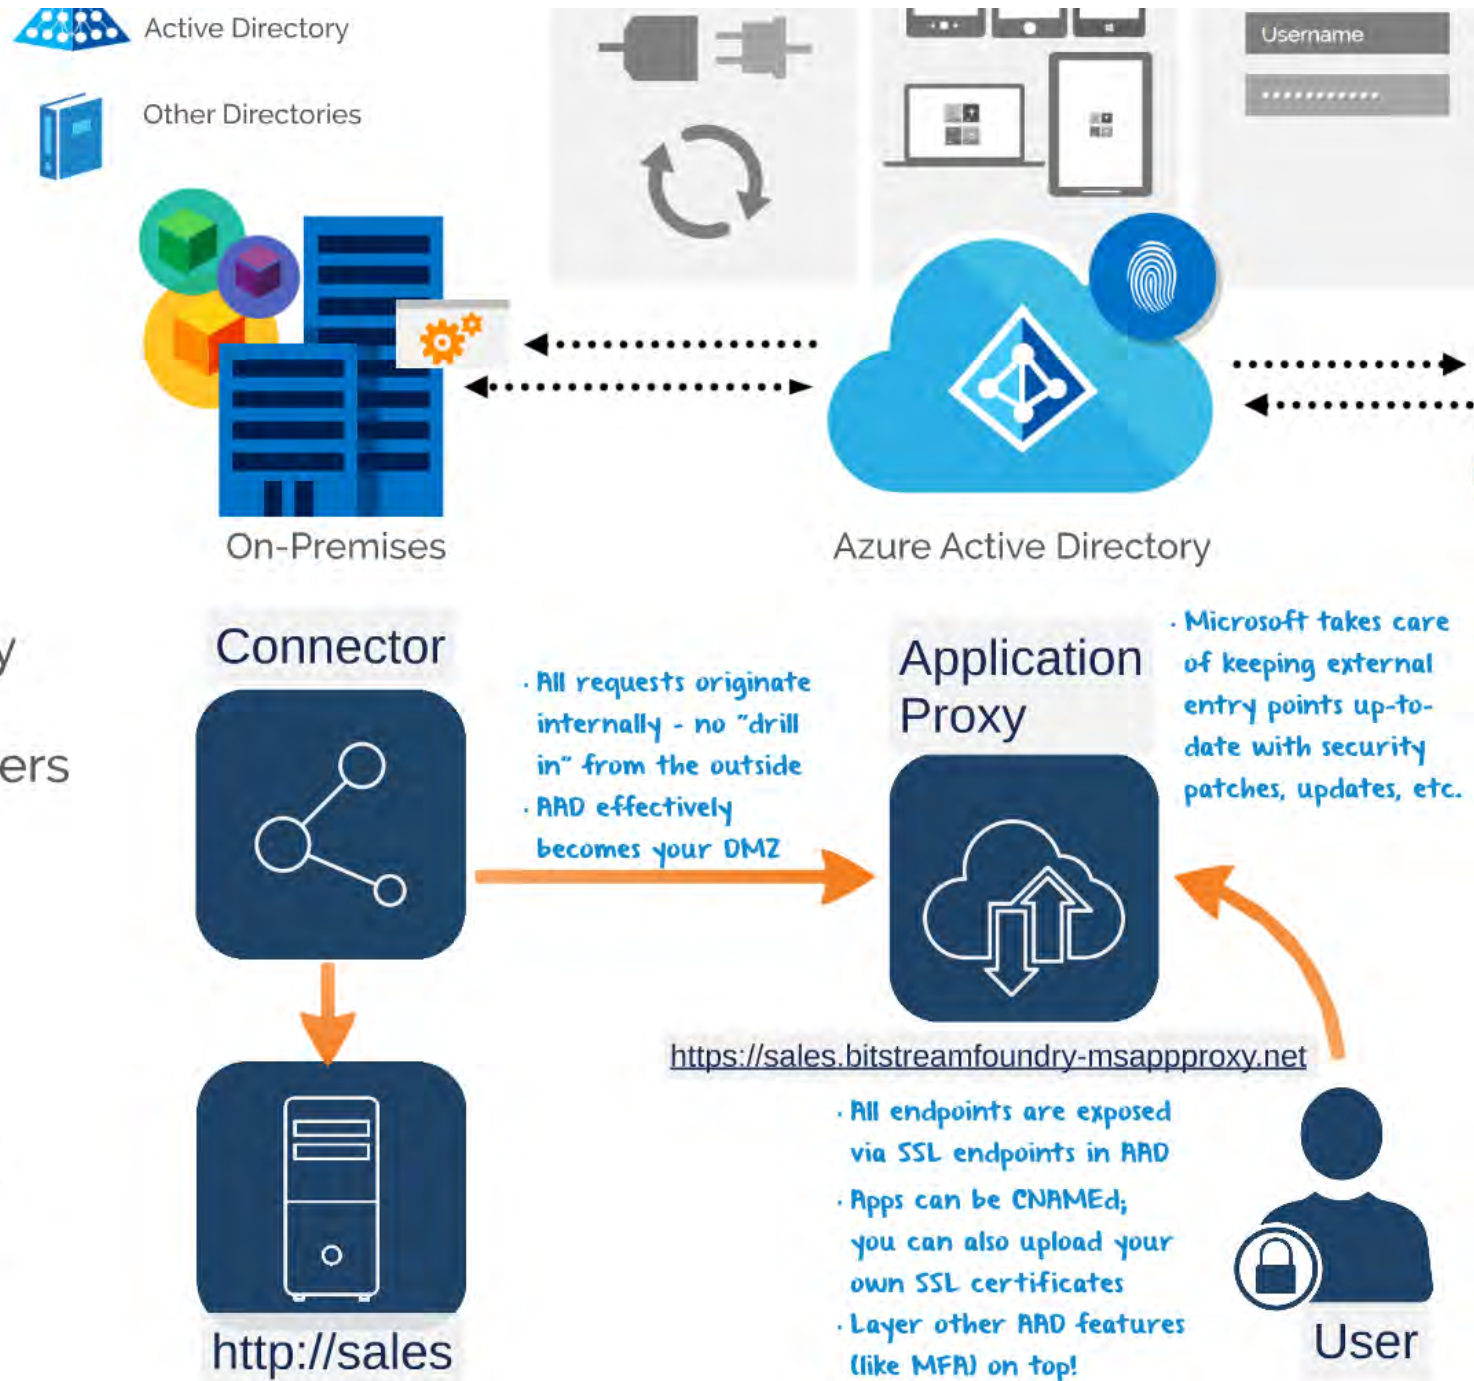 Active Directory
Username
Other Directories
On-Premises
Azure Active Directory
Connector
· All requests originate
internally - no "drill
in" from the outside
· AAD effectively
becomes your DMZ
Application
Proxy
· Microsoft takes care
of keeping external
entry points up-to-
date with security
patches, updates, etc.
y
ers
https://sales.bitstreamfoundry-msappproxy.net
· All endpoints are exposed
via SSL endpoints in AAD
· Apps can be CNAMEd;
you can also upload your
own SSL certificates
· Layer other AAD features
(like MFA) on top!
http://sales
User